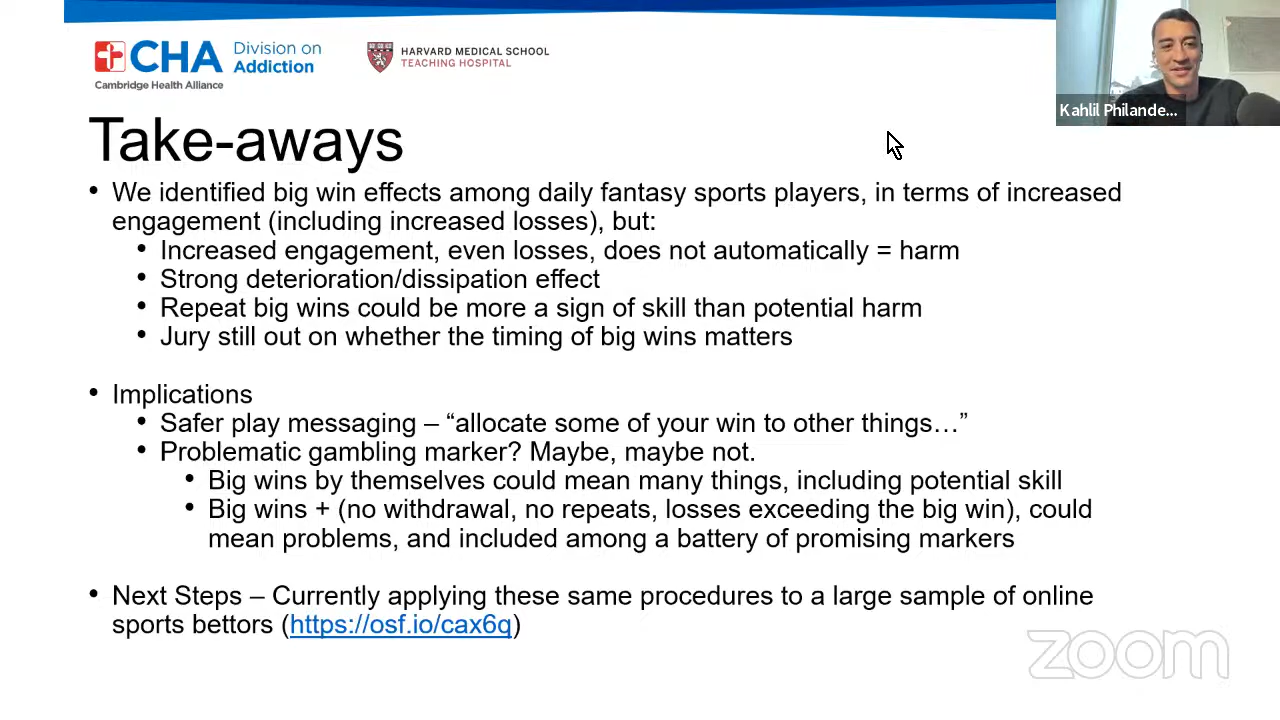 CHA
Cambridge Health Alliance
Division on
Addiction
HARVARD MEDICAL SCHOOL
TEACHING HOSPITAL
Kahlil Philande...
Take-aways
• We identified big win effects among daily fantasy sports players, in terms of increased
engagement (including increased losses), but:
• Increased engagement, even losses, does not automatically = harm
• Strong deterioration/dissipation effect
• Repeat big wins could be more a sign of skill than potential harm
• Jury still out on whether the timing of big wins matters
• Implications
• Safer play messaging – “allocate some of your win to other things…”
• Problematic gambling marker? Maybe, maybe not.
• Big wins by themselves could mean many things, including potential skill
• Big wins + (no withdrawal, no repeats, losses exceeding the big win), could
mean problems, and included among a battery of promising markers
• Next Steps – Currently applying these same procedures to a large sample of online
sports bettors (https://osf.io/cax6q)
zoom